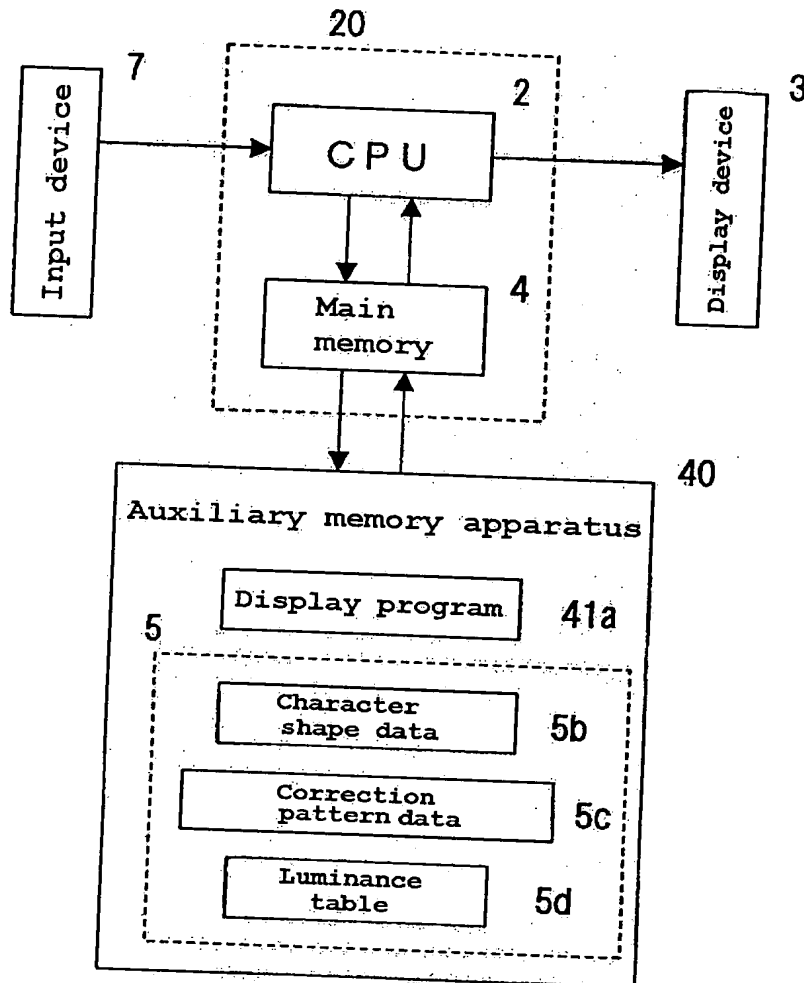 20
7
2
3
Input device
CPU
Display device
4
Main
memory
40
Auxiliary memory apparatus
Display program
41a
5
Character
shape data
5b
Correction
pattern data
5c
Luminance
table
5d